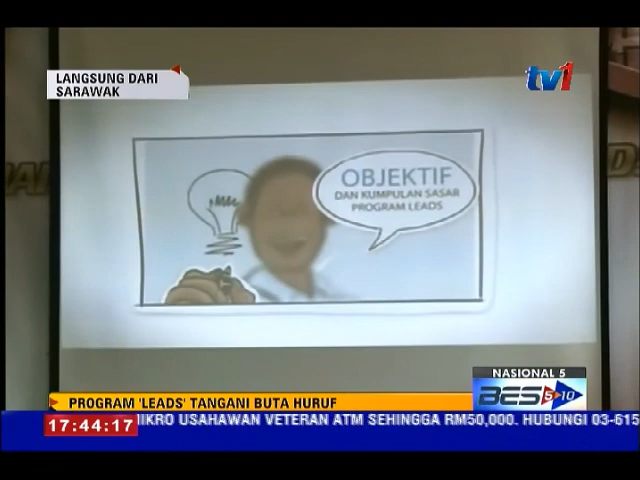 LANGSUNG DARI
SARAWAK
tv1
OBJEKTIF
DAN KUMPULAN SASAR
PROGRAM LEADS
NASIONAL 5
BES 5 10
PROGRAM 'LEADS' TANGANI BUTA HURUF
17:44:17
IKRO USAHAWAN VETERAN ATM SEHINGGA RM50,000. HUBUNGI 03-615